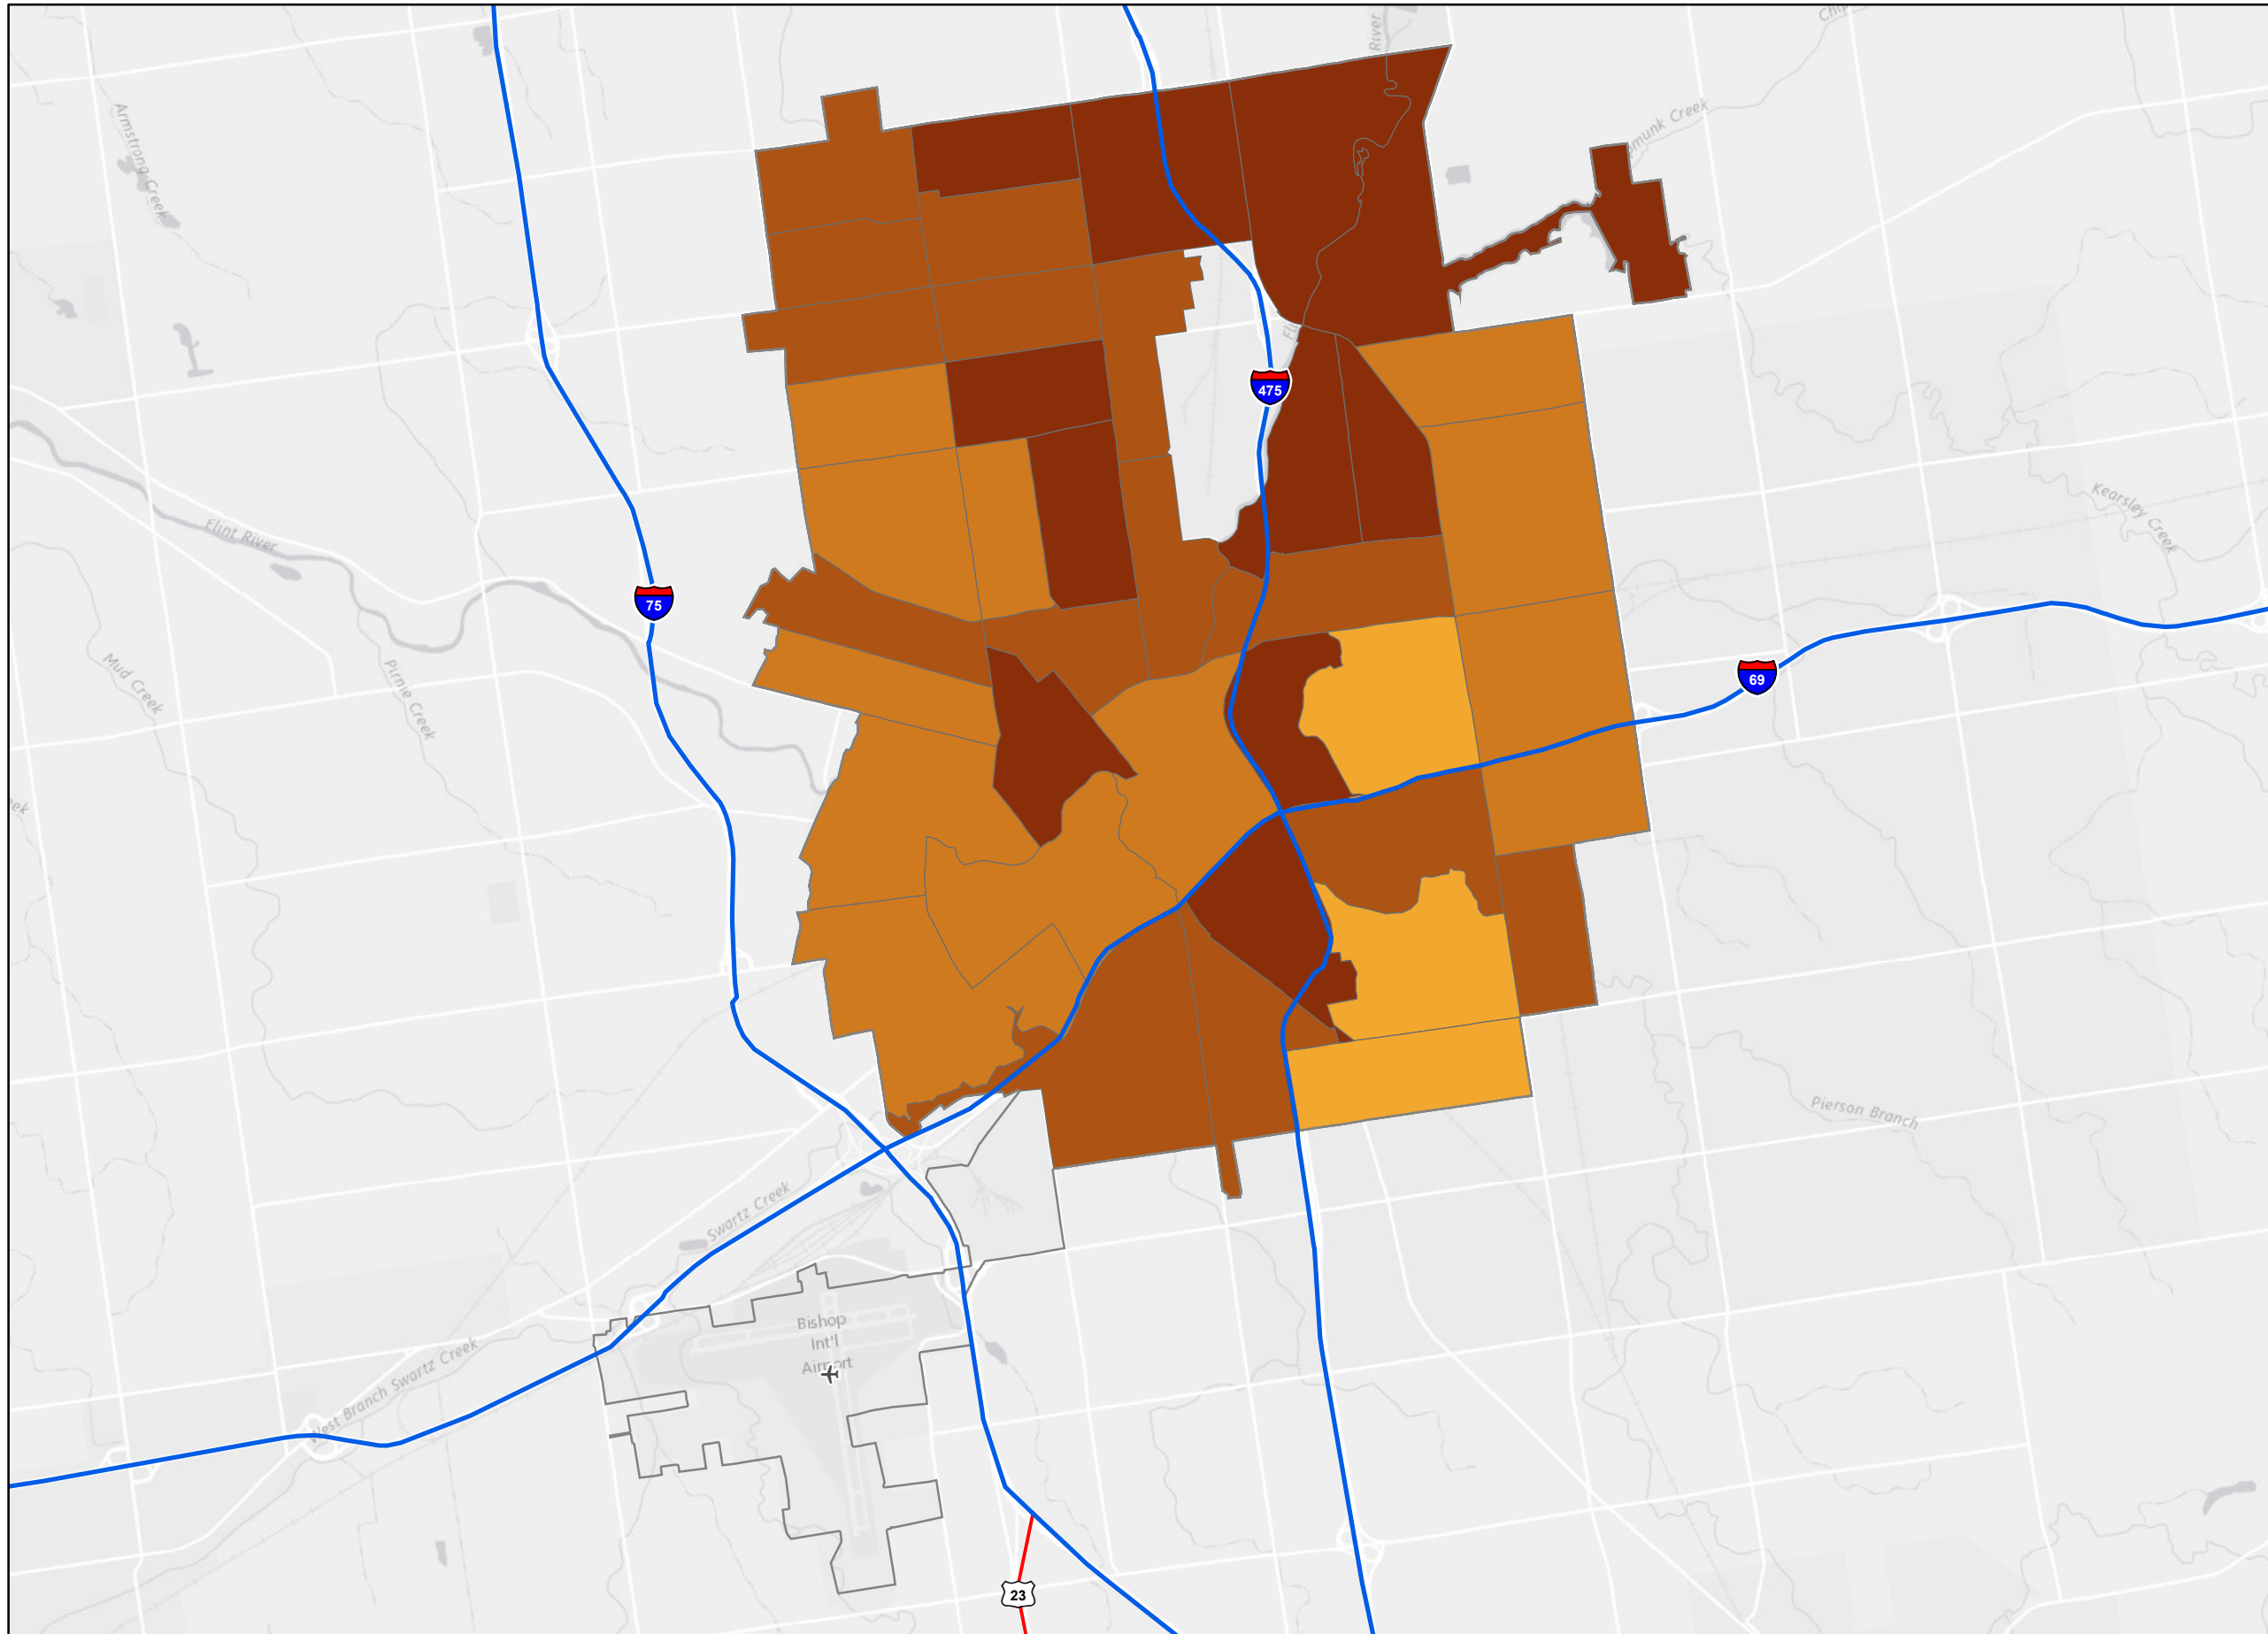 River
Armstrong Creek
Creek
475
Flint River
Kearsley Creek
75
Mud Creek
Pirnie Creek
69
Pierson Branch
Swartz Creek
Bishop
Int'l
Airport
West Branch Swartz Creek
23